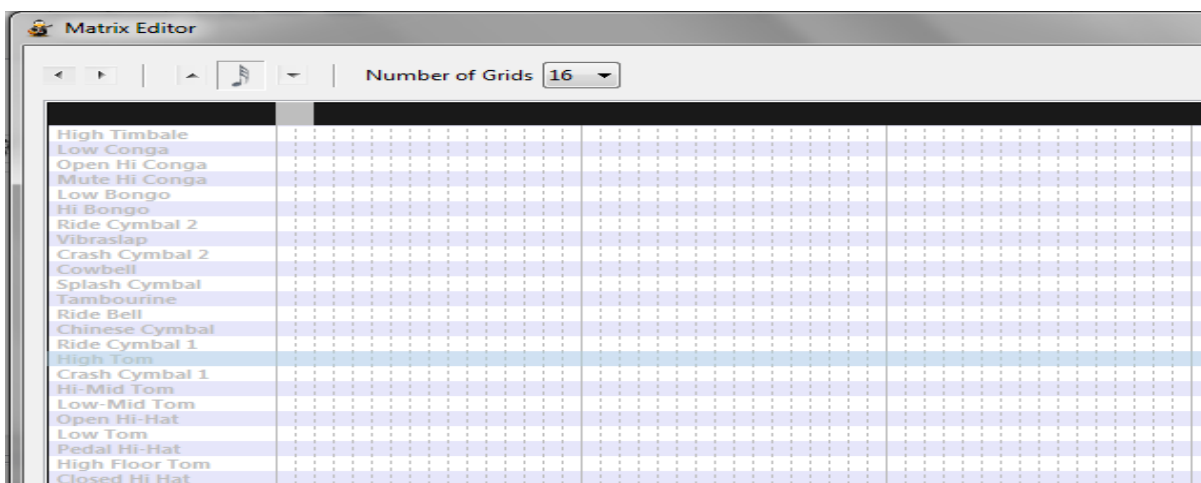 Matrix Editor
Number of Grids 16
High Timbale
Low Conga
Open Hi Conga
Mute Hi Conga
Low Bongo
Hi Bongo
Ride Cymbal 2
Vibraslap
Crash Cymbal 2
Cowbell
Splash Cymbal
Tambourine
Ride Bell
Chinese Cymbal
Ride Cymbal 1
High Tom
Crash Cymbal 1
Hi-Mid Tom
Low-Mid Tom
Open Hi-Hat
Low Tom
Pedal Hi-Hat
High Floor Tom
Closed Hi Hat